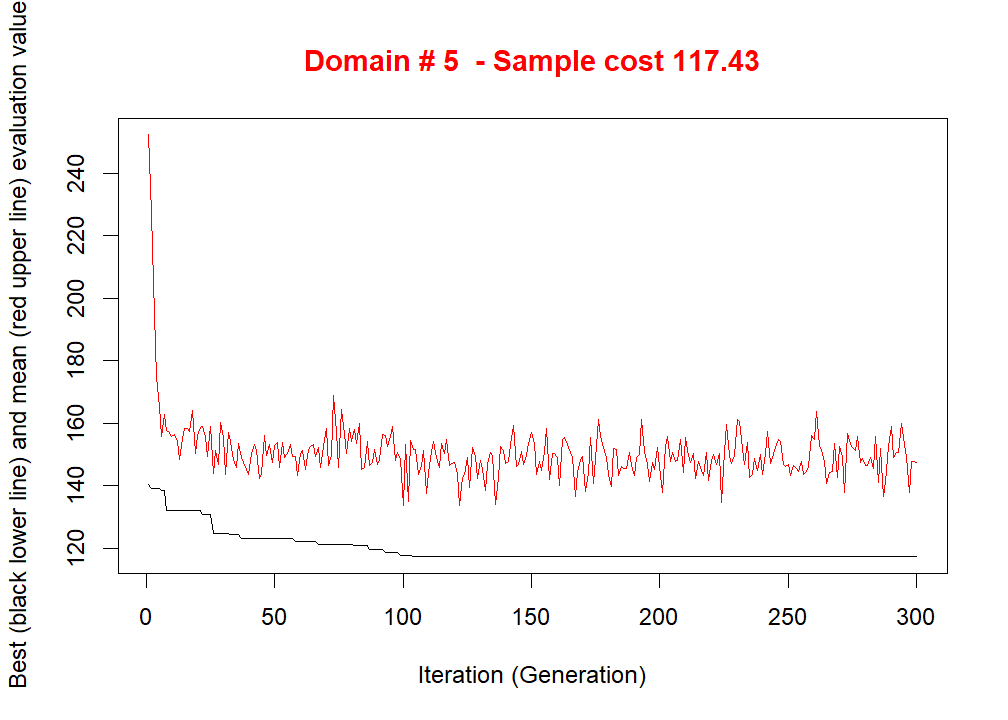 Domain # 5  - Sample cost 117.43
Best (black lower line) and mean (red upper line) evaluation value
240
220
200
180
160
140
120
0 50 100 150 200 250 300
Iteration (Generation)